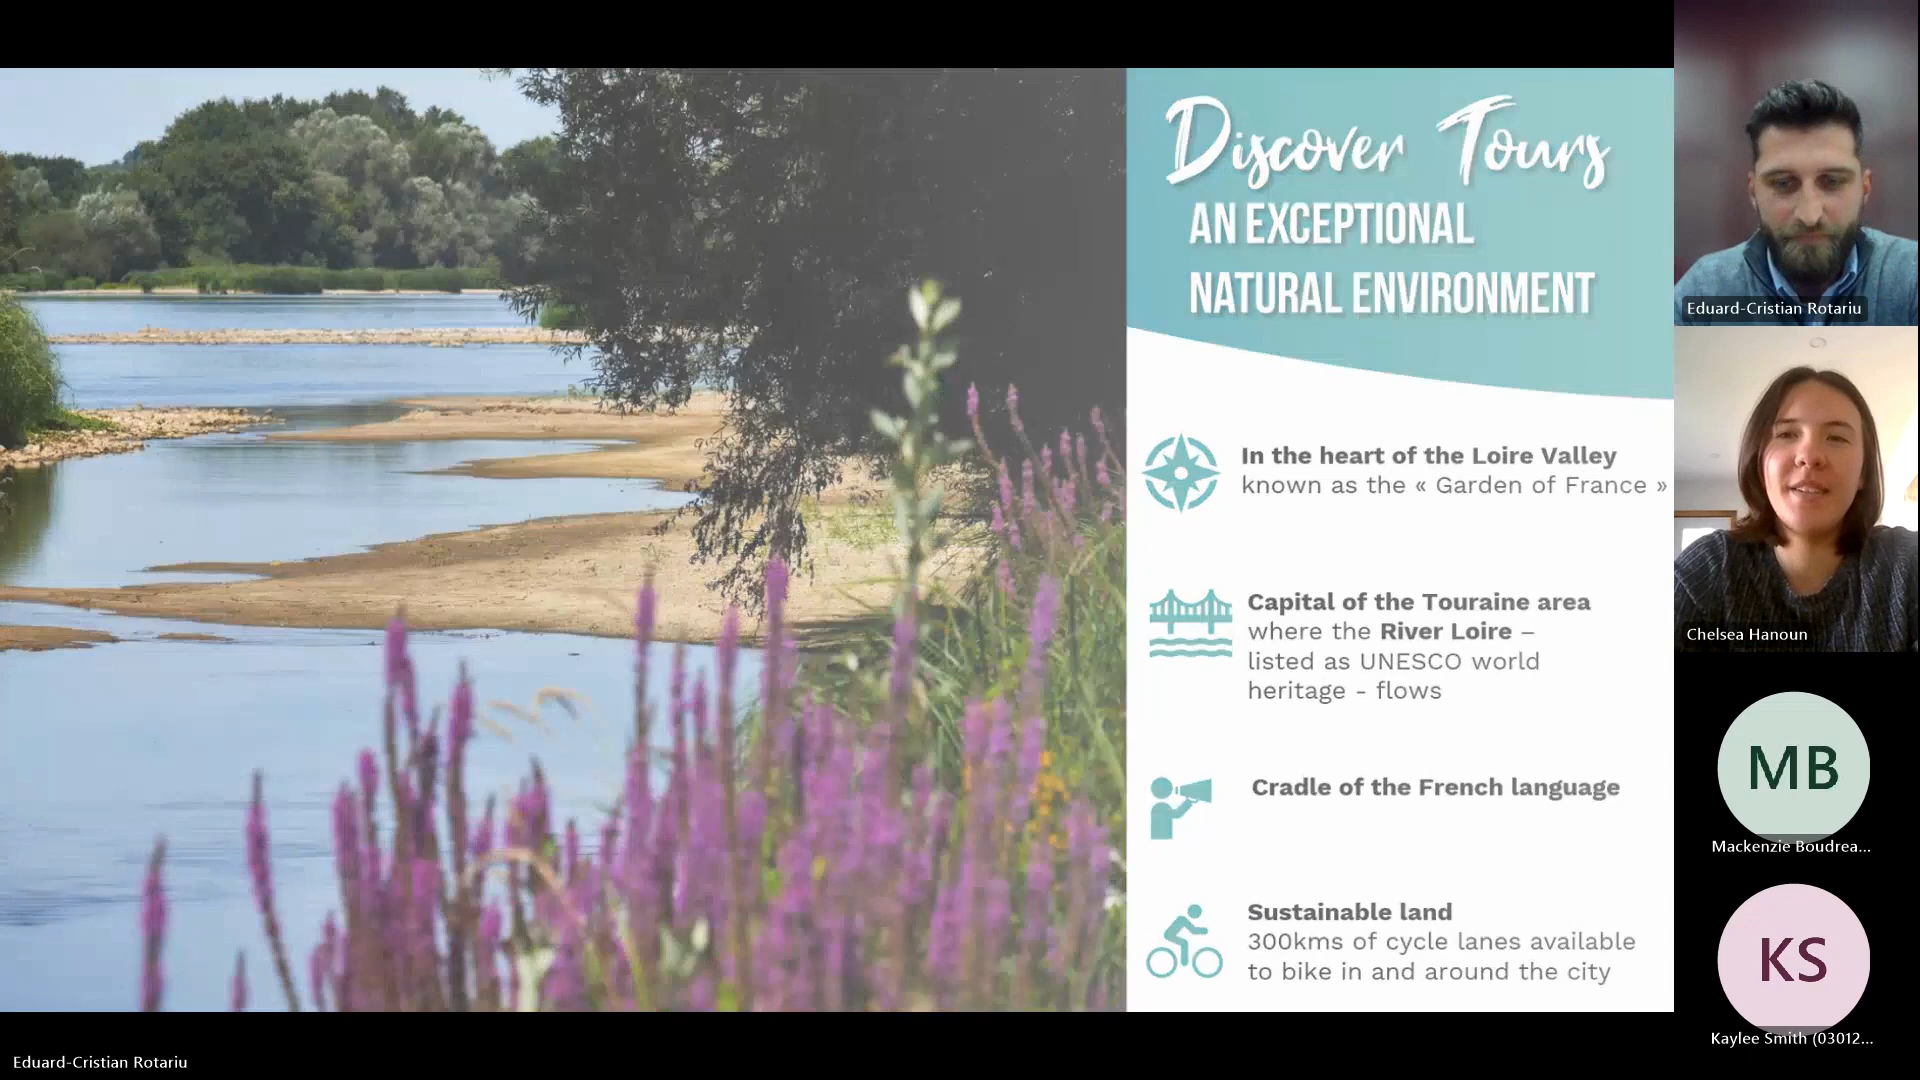 Discover Tours
AN EXCEPTIONAL
NATURAL ENVIRONMENT
In the heart of the Loire Valley
known as the « Garden of France »
Capital of the Touraine area
where the River Loire –
listed as UNESCO world
heritage - flows
Cradle of the French language
Sustainable land
300kms of cycle lanes available
to bike in and around the city
Eduard-Cristian Rotariu
Chelsea Hanoun
MB
Mackenzie Boudrea...
KS
Kaylee Smith (03012...
Eduard-Cristian Rotariu